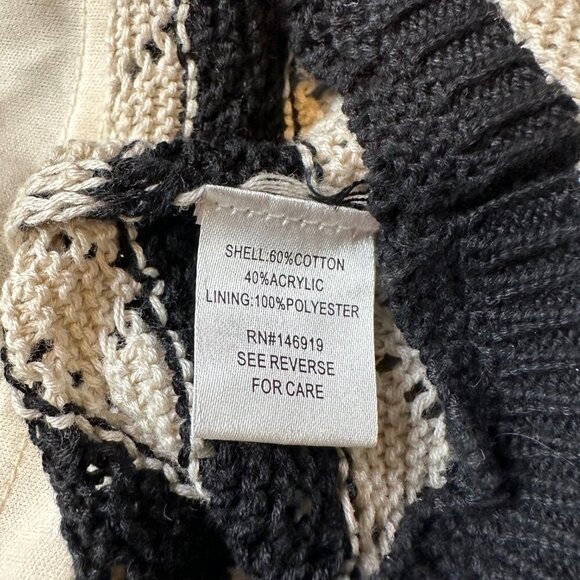 SHELL:60%COTTON
40%ACRYLIC
LINING:100%POLYESTER
RN#146919
SEE REVERSE
FOR CARE